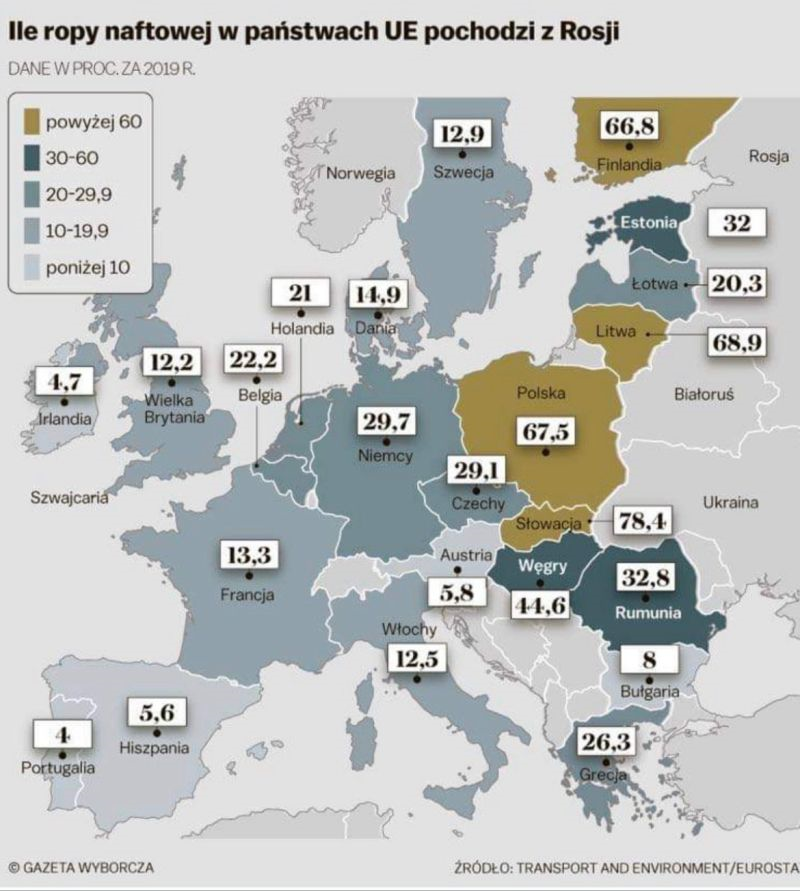 Ile ropy naftowej w państwach UE pochodzi z Rosji
DANE W PROC. ZA 2019 R.
powyżej 60
30-60
20-29,9
10-19,9
poniżej 10
Norwegia
12,9
Szwecja
66,8
Finlandia
Rosja
Estonia
32
Łotwa
20,3
Litwa
68,9
Białoruś
21
Holandia
14,9
Dania
4,7
Irlandia
12,2
Wielka
Brytania
22,2
Belgia
29,7
Niemcy
Polska
67,5
29,1
Czechy
Szwajcaria
Ukraina
Słowacja
78,4
13,3
Francja
Austria
5,8
Węgry
44,6
32,8
Rumunia
Włochy
12,5
8
Bułgaria
4
Portugalia
5,6
Hiszpania
26,3
Grecja
© GAZETA WYBORCZA
ŹRÓDŁO: TRANSPORT AND ENVIRONMENT/EUROSTA